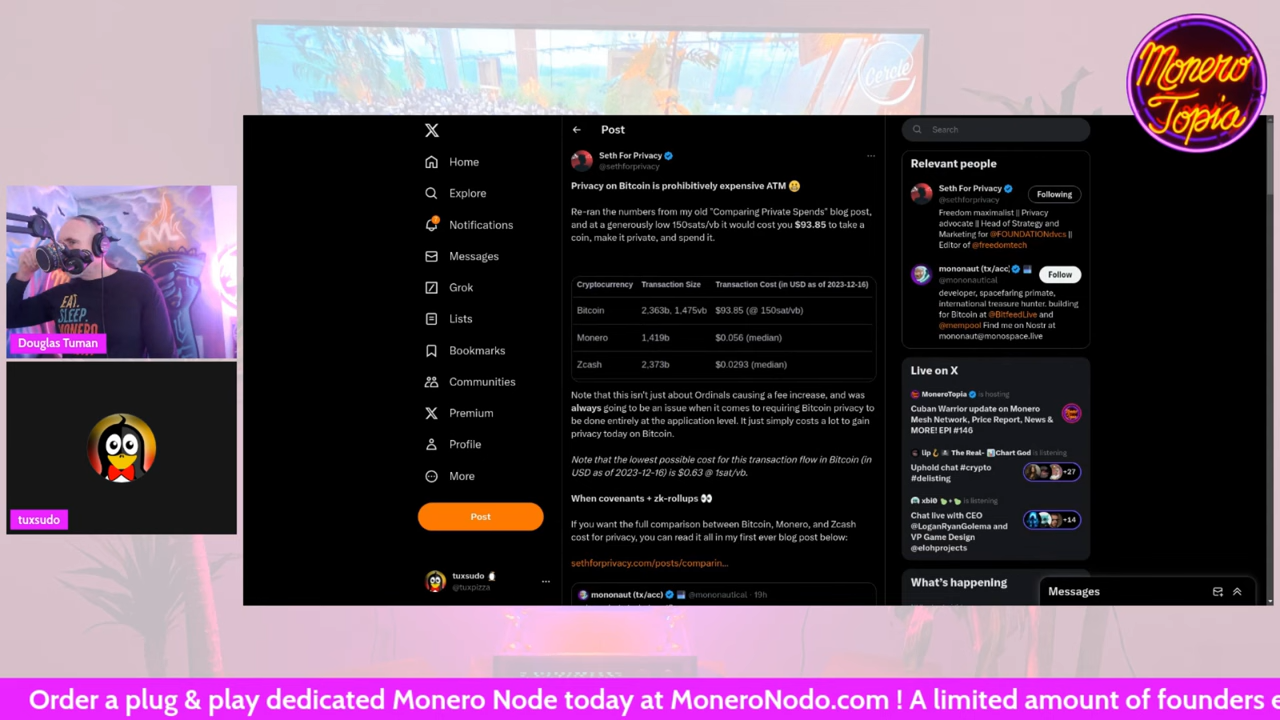 Cercle
Monero
Topia
Post
Search
Seth For Privacy
@sethforprivacy
Privacy on Bitcoin is prohibitively expensive ATM
Re-ran the numbers from my old "Comparing Private Spends" blog post,
and at a generously low 150sats/vb it would cost you $93.85 to take a
coin, make it private, and spend it.
Cryptocurrency Transaction Size Transaction Cost (in USD as of 2023-12-16)
Bitcoin 2,363b, 1,475vb $93.85 (@ 150sat/vb)
Monero 1,419b $0.056 (median)
Zcash 2,373b $0.0293 (median)
Note that this isn't just about Ordinals causing a fee increase, and was
always going to be an issue when it comes to requiring Bitcoin privacy to
be done entirely at the application level. It just simply costs a lot to gain
privacy today on Bitcoin.
Note that the lowest possible cost for this transaction flow in Bitcoin (in
USD as of 2023-12-16) is $0.63 @ 1sat/vb.
When covenants + zk-rollups
If you want the full comparison between Bitcoin, Monero, and Zcash
cost for privacy, you can read it all in my first ever blog post below:
sethforprivacy.com/posts/comparin...
mononaut (tx/acc) @mononautical · 19h
Home
Explore
Notifications
Messages
Grok
Lists
Bookmarks
Communities
Premium
Profile
More
Post
tuxsudo
@tuxpizza
Relevant people
Seth For Privacy
@sethforprivacy
Following
Freedom maximalist || Privacy
advocate || Head of Strategy and
Marketing for @FOUNDATIONdvcs ||
Editor of @freedomtech
mononaut (tx/acc)
@mononautical
Follow
developer, spacefaring primate,
international treasure hunter. building
for Bitcoin at @BitfeedLive and
@mempool Find me on Nostr at
mononaut@monospace.live
Live on X
MoneroTopia is hosting
Cuban Warrior update on Monero
Mesh Network, Price Report, News &
MORE! EPI #146
lip The Real- Chart God is listening
Uphold chat #crypto
#delisting
+27
xbi0 is listening
Chat live with CEO
@LoganRyanGolema and
VP Game Design
@elohprojects
+14
What's happening
Messages
EAT.
SLEEP.
MONERO
Douglas Tuman
tuxsudo
Order a plug & play dedicated Monero Node today at MoneroNodo.com ! A limited amount of founders e